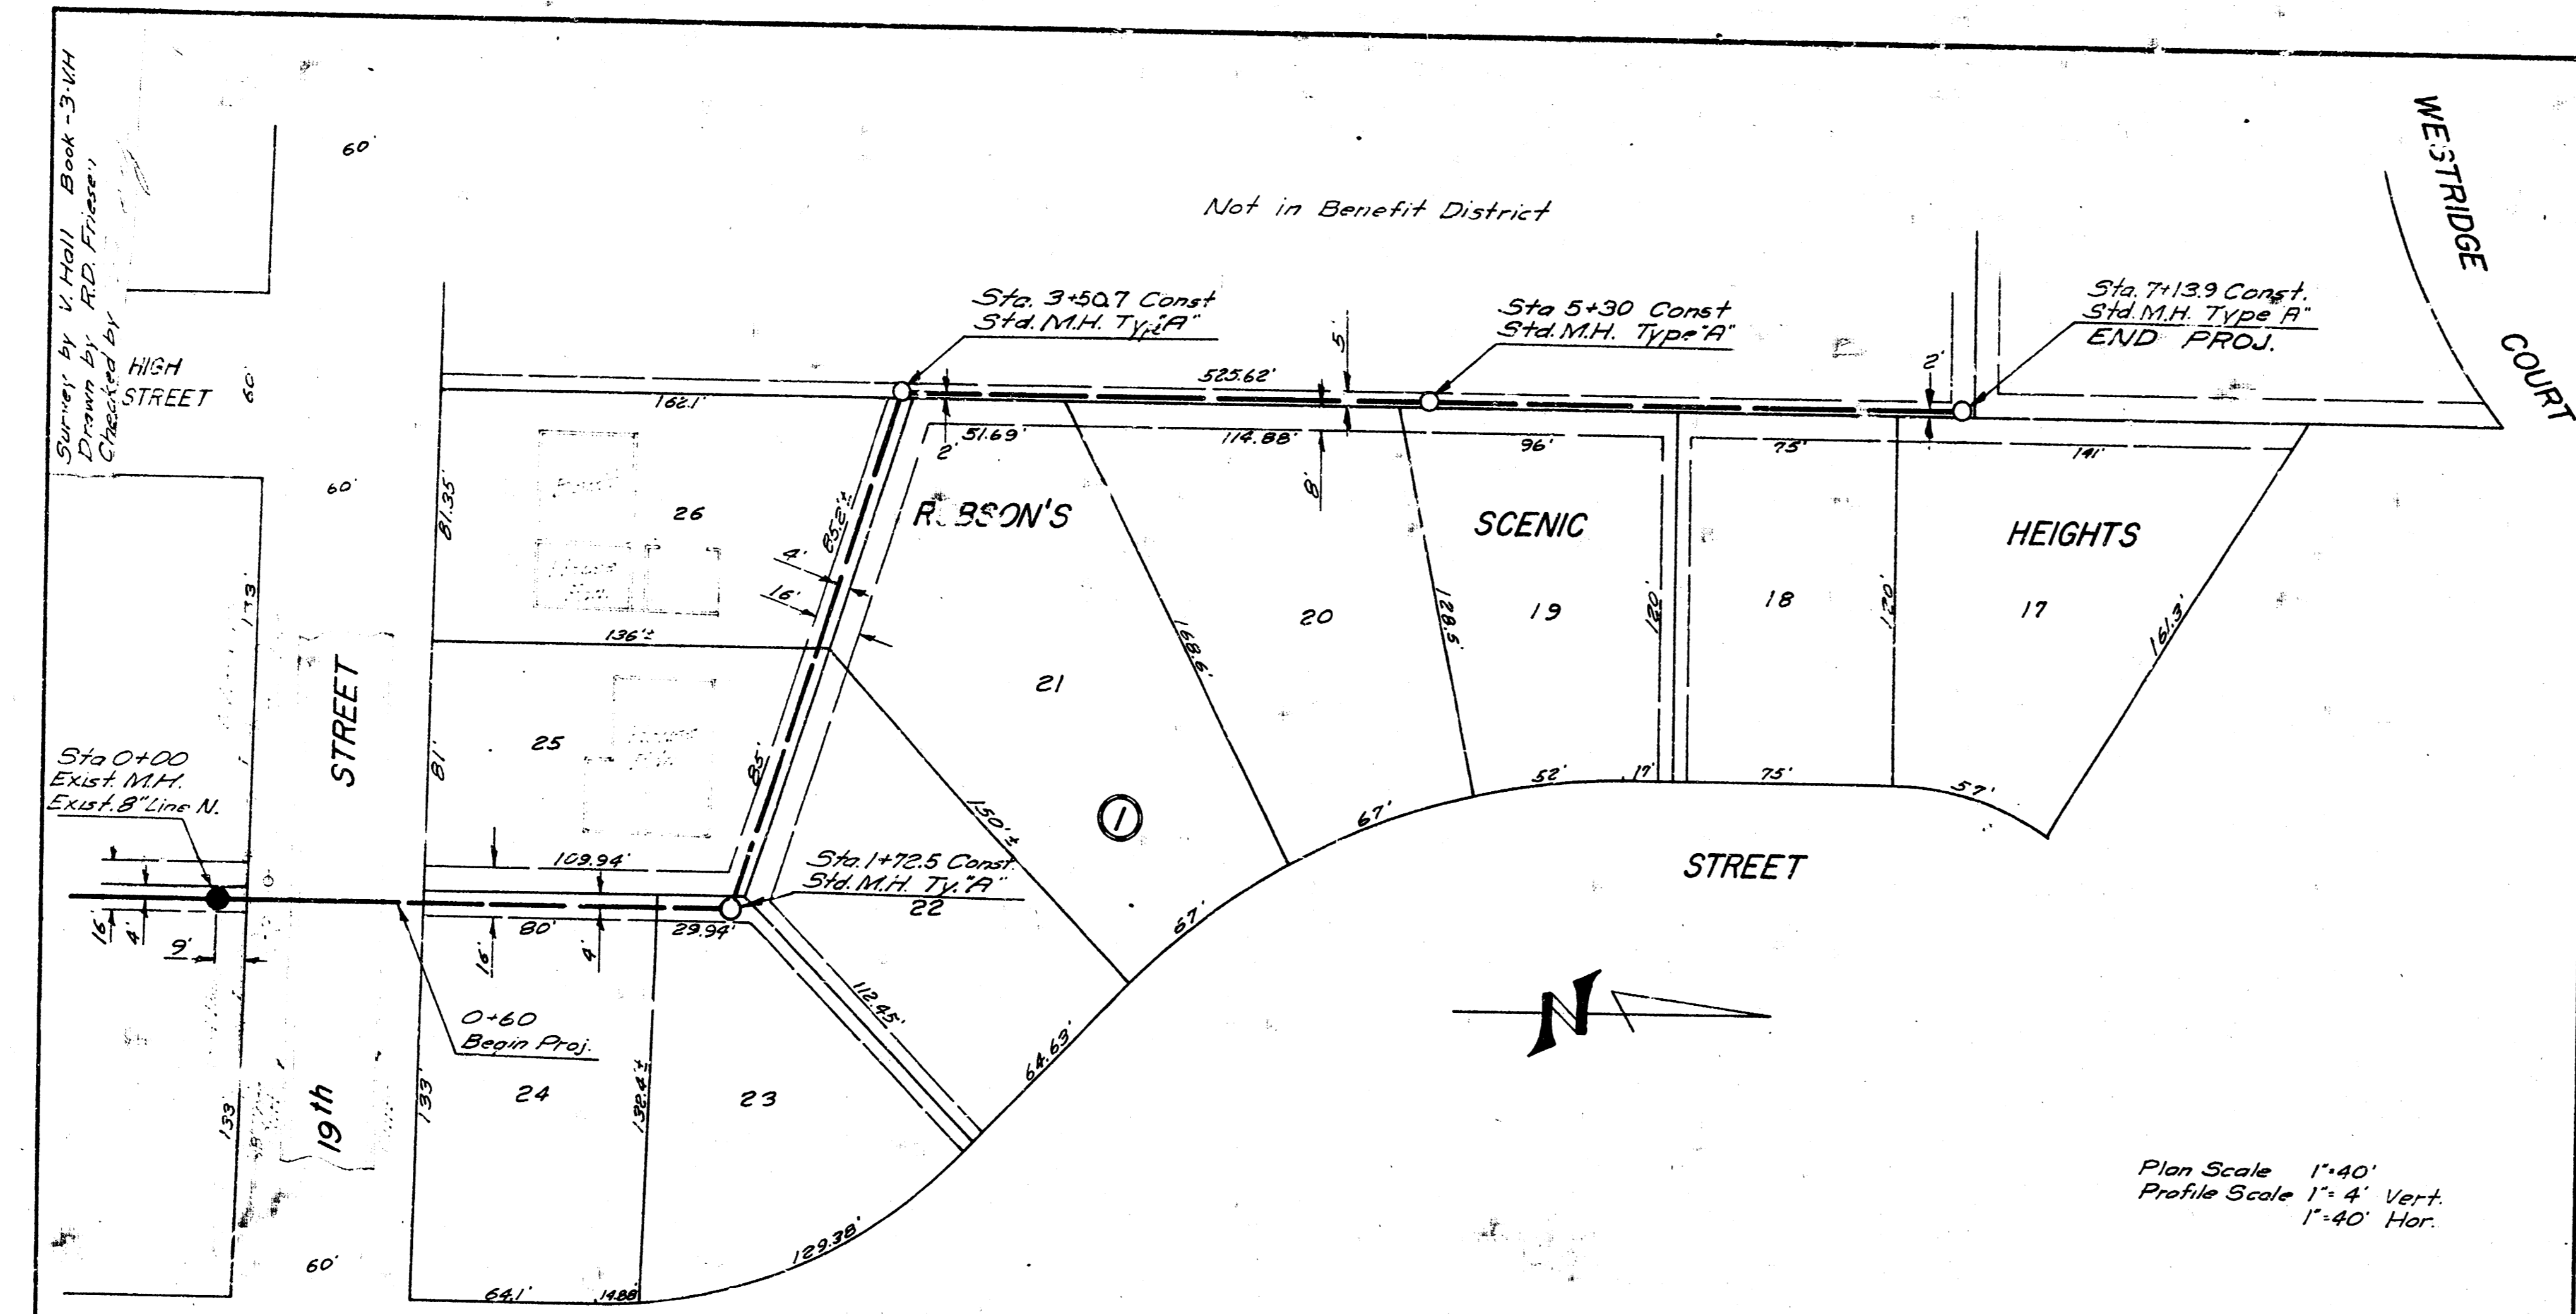 Survey by V. Hall Book-3-V.H
Drawn by R.D. Friesen
Checked by
60'
HIGH
STREET
60'
60'
Not in Benefit District
WESTRIDGE
COURT
Sta. 3+50.7 Const
Std. M.H. Type "A"
Sta 5+30 Const
Std. M.H. Type "A"
Sta. 7+13.9 Const.
Std. M.H. Type "A"
END PROJ.
5'
2'
525.62'
162.1'
2'
51.69'
114.88'
8'
96'
75'
141'
81.35'
26
85.2'±
4'
16'
136'±
133'
SCENIC
HEIGHTS
20
19
18
17
168.6'
128.5'
120'
120'
161.3'
21
STREET
25
81'
85'
150'±
1
52'
17'
75'
57'
67'
67'
STREET
Sta 0+00
Exist. M.H.
Exist. 8" Line N.
109.94'
Sta. 1+72.5 Const.
Std. M.H. Ty. "A"
22
16'
4'
9'
80'
16'
4'
29.94'
112.45'
64.63'
0+60
Begin Proj.
N
24
23
133'
132.4'±
133'
19th
60'
64.1'
14.88'
129.38'
Plan Scale 1"=40'
Profile Scale 1"= 4' Vert.
1"=40' Hor.